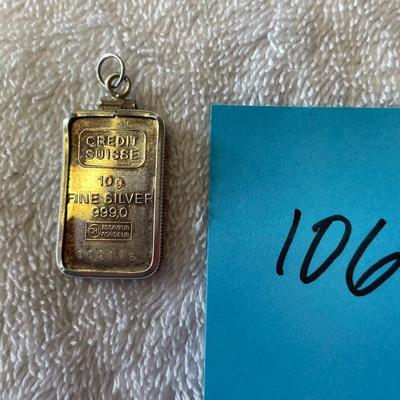 CREDIT
SUISSE
10g
FINE SILVER
999,0
ESSAYEUR
FONDEUR
106